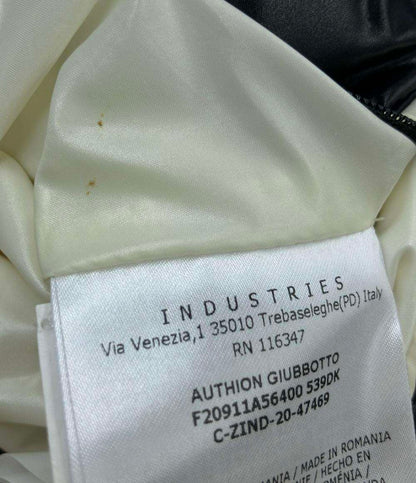 INDUSTRIES
Via Venezia,1 35010 Trebaseleghe(PD) Italy
RN 116347
AUTHION GIUBBOTTO
F20911A56400 539DK
C-ZIND-20-47469
/ MADE IN ROMANIA
/ HECHO EN